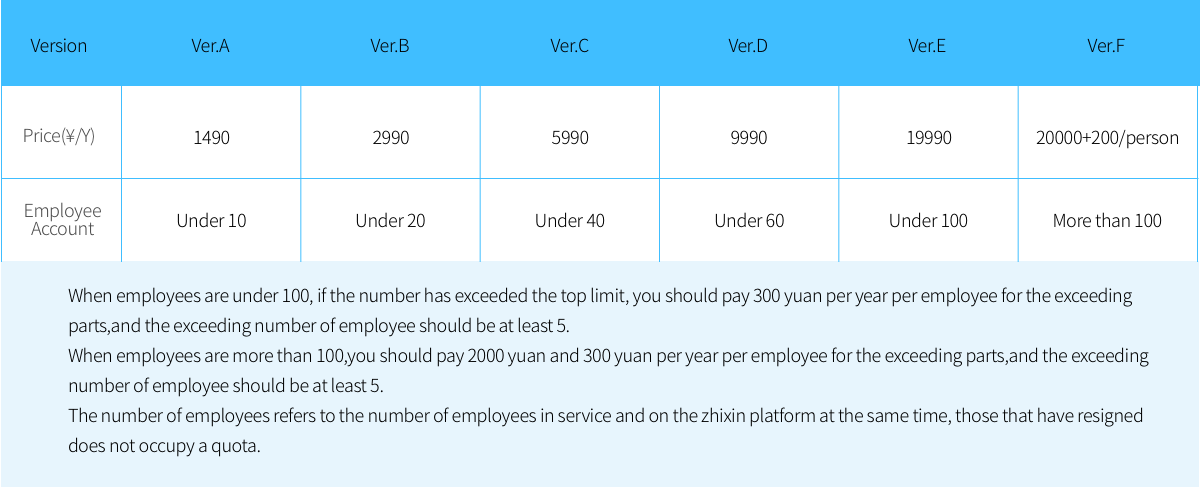 Version Ver.A Ver.B Ver.C Ver.D Ver.E Ver.F
Price(¥/Y) 1490 2990 5990 9990 19990 20000+200/person
Employee
Account Under 10 Under 20 Under 40 Under 60 Under 100 More than 100
When employees are under 100, if the number has exceeded the top limit, you should pay 300 yuan per year per employee for the exceeding
parts,and the exceeding number of employee should be at least 5.
When employees are more than 100,you should pay 2000 yuan and 300 yuan per year per employee for the exceeding parts,and the exceeding
number of employee should be at least 5.
The number of employees refers to the number of employees in service and on the zhixin platform at the same time, those that have resigned
does not occupy a quota.